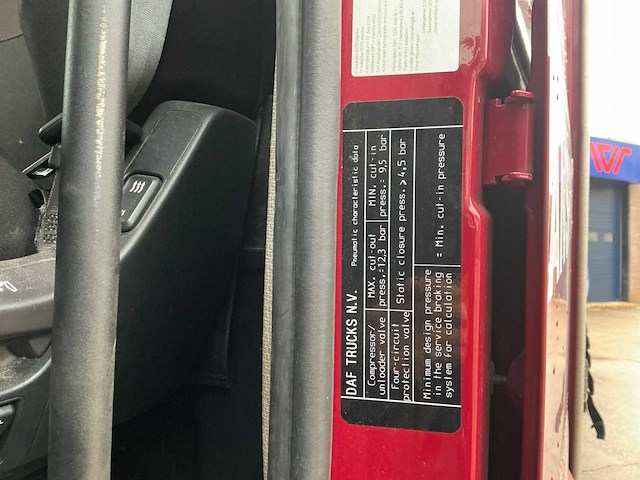 DAF TRUCKS N.V. Pneumatic characteristic data
Compressor/ MAX. cut-out MIN. cut-in
unloader valve press.=12,3 bar press.= 9,5 bar
Four-circuit Static closure press. ⩾ 4,5 bar
protection valve
Minimum design pressure
in the service braking = Min. cut-in pressure
system for calculation